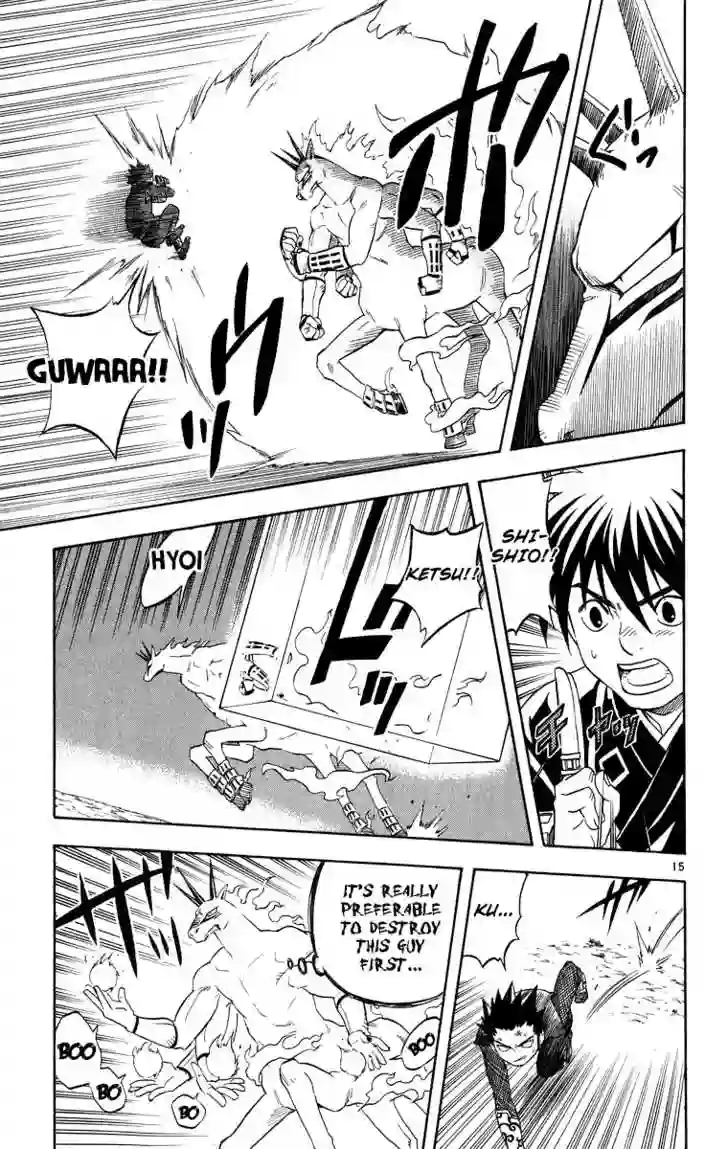 GUWAAA!!
SHI-
SHIO!!
KETSU!!
HYOI
15
KU...
IT'S REALLY
PREFERABLE
TO DESTROY
THIS GUY
FIRST...
BOO
BO
BO
BOO